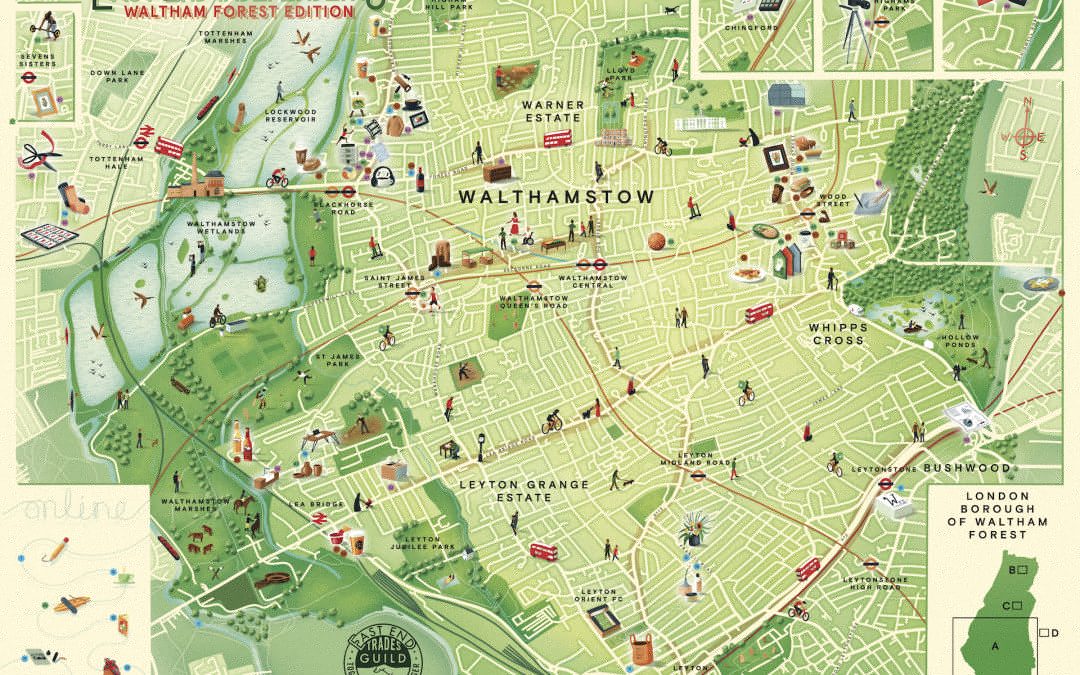 WALTHAM FOREST EDITION
HILL PARK
CHINGFORD
HIGHAMS
PARK
SEVENS
SISTERS
TOTTENHAM
MARSHES
DOWN LANE
PARK
LOCKWOOD
RESERVOIR
LLOYD
PARK
WARNER
ESTATE
N
W
E
S
TOTTENHAM
HALE
WALTHAMSTOW
BLACKHORSE
ROAD
WOOD
STREET
WALTHAMSTOW
WETLANDS
SAINT JAMES
STREET
WALTHAMSTOW
CENTRAL
WALTHAMSTOW
QUEEN'S ROAD
WHIPPS
CROSS
HOLLOW
PONDS
ST JAMES
PARK
LEYTON
MIDLAND ROAD
LEYTONSTONE
BUSHWOOD
LEYTON GRANGE
ESTATE
online
WALTHAMSTOW
MARSHES
LEA BRIDGE
LEYTON
JUBILEE PARK
LONDON
BOROUGH
OF WALTHAM
FOREST
LEYTONSTONE
HIGH ROAD
LEYTON
ORIENT FC
B
C
D
A
EAST END
TRADES
GUILD
LEYTON